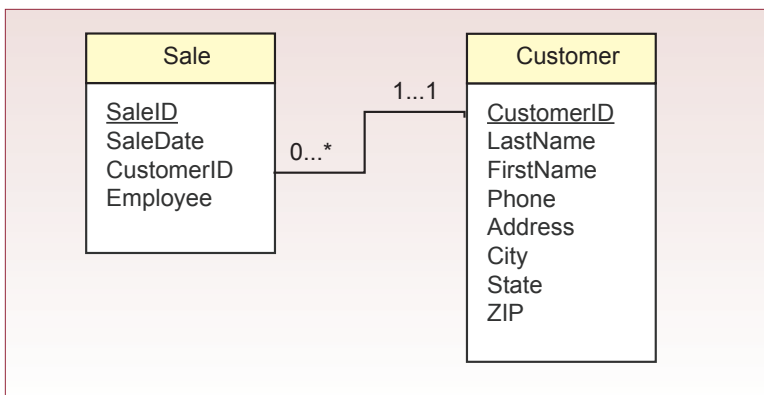 Sale
SaleID
SaleDate
CustomerID
Employee
0...*
1...1
Customer
CustomerID
LastName
FirstName
Phone
Address
City
State
ZIP